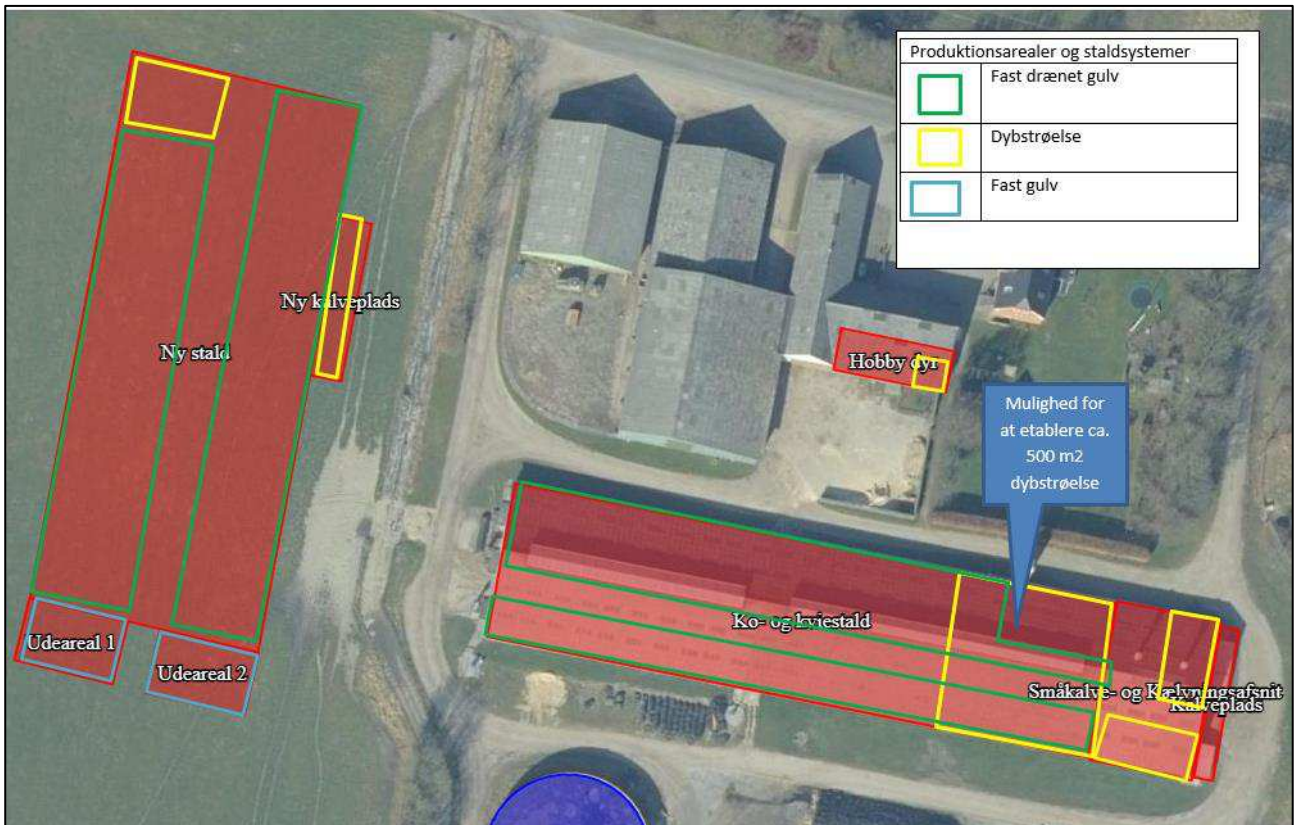 Produktionsarealer og staldsystemer
Fast drænet gulv
Dybstrøelse
Fast gulv
Ny kalveplads
Ny stald
Hobby dyr
Mulighed for
at etablere ca.
500 m2
dybstrøelse
Ko- og kviestald
Udeareal 1
Udeareal 2
Småkalve- og Kælvningsafsnit
Kalveplads